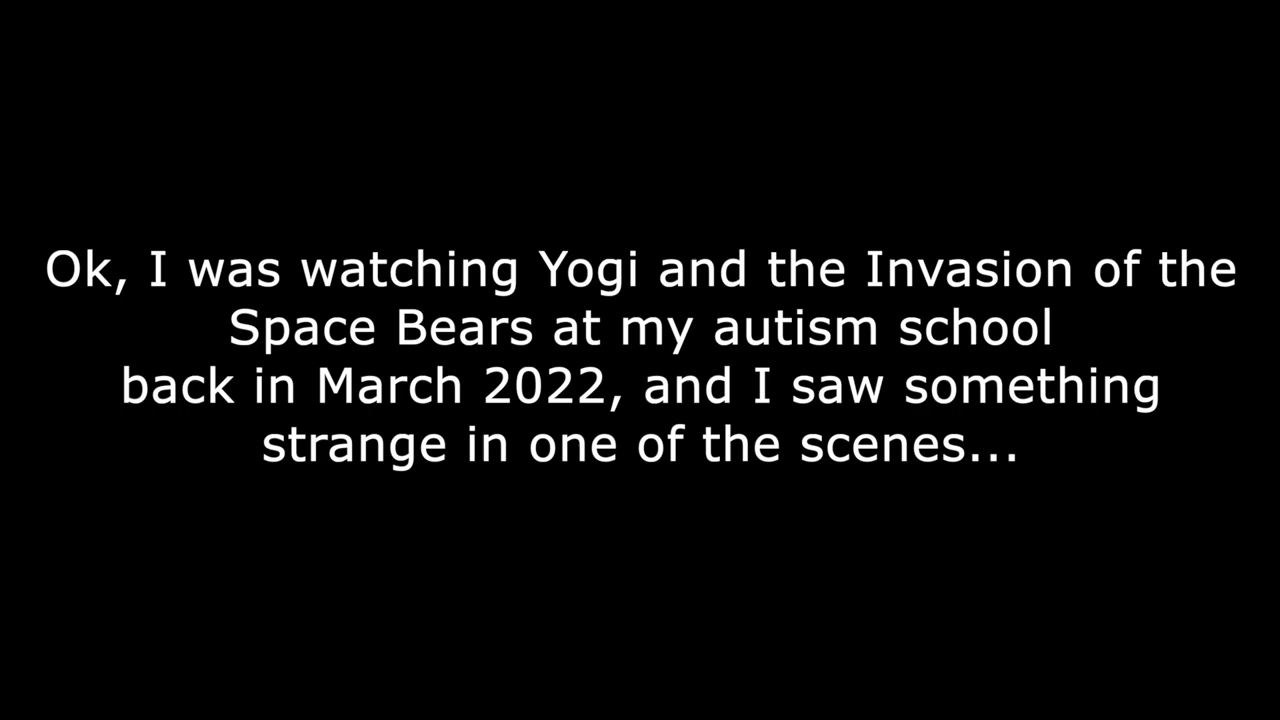 Ok, I was watching Yogi and the Invasion of the
Space Bears at my autism school
back in March 2022, and I saw something
strange in one of the scenes...